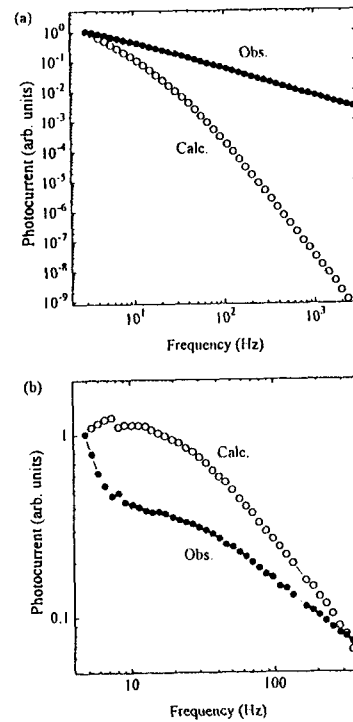 (a)
10^0
10^-1
10^-2
10^-3
10^-4
10^-5
10^-6
10^-7
10^-8
10^-9
Photocurrent (arb. units)
Obs.
Calc.
10^1
10^2
10^3
Frequency (Hz)
(b)
1
0.1
Photocurrent (arb. units)
Calc.
Obs.
10
100
Frequency (Hz)